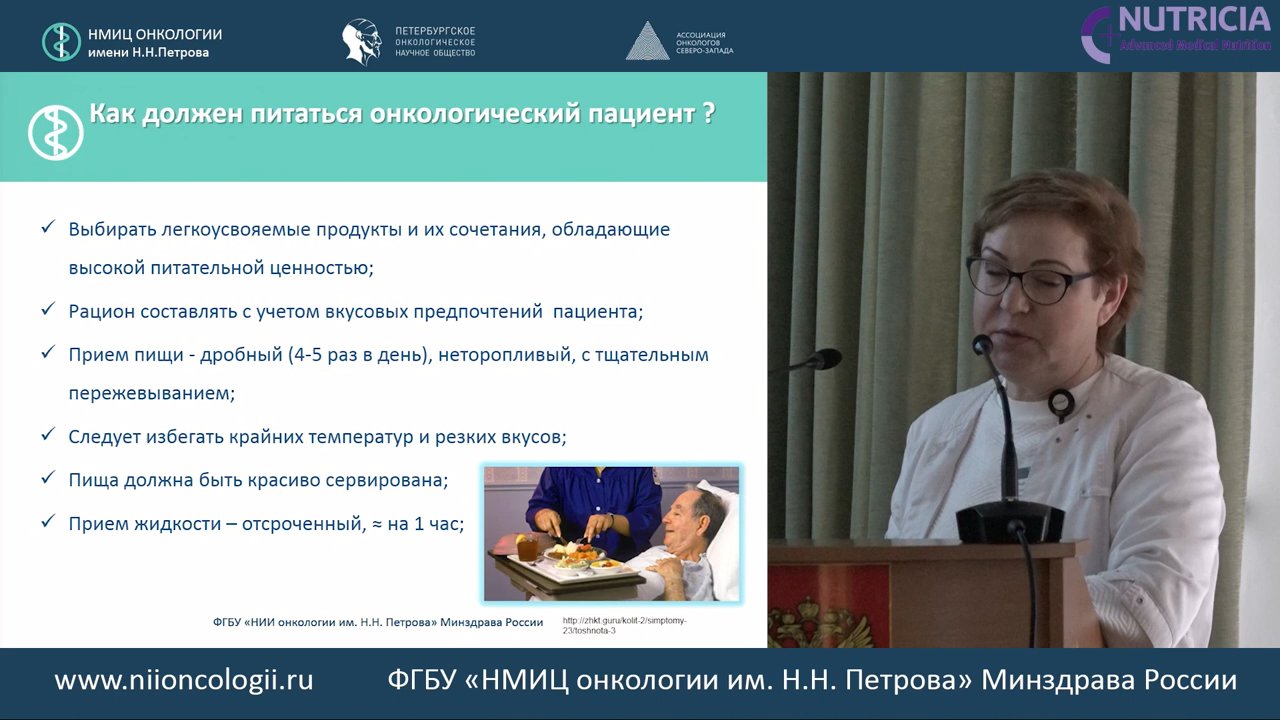 НМИЦ ОНКОЛОГИИ
имени Н.Н.Петрова
ПЕТЕРБУРГСКОЕ
ОНКОЛОГИЧЕСКОЕ
НАУЧНОЕ ОБЩЕСТВО
АССОЦИАЦИЯ
ОНКОЛОГОВ
СЕВЕРО-ЗАПАДА
NUTRICIA
Advanced Medical Nutrition
Как должен питаться онкологический пациент ?
✓ Выбирать легкоусвояемые продукты и их сочетания, обладающие
высокой питательной ценностью;
✓ Рацион составлять с учетом вкусовых предпочтений пациента;
✓ Прием пищи - дробный (4-5 раз в день), неторопливый, с тщательным
пережевыванием;
✓ Следует избегать крайних температур и резких вкусов;
✓ Пища должна быть красиво сервирована;
✓ Прием жидкости – отсроченный, ≈ на 1 час;
ФГБУ «НИИ онкологии им. Н.Н. Петрова» Минздрава России
http://zhkt.guru/kolit-2/simptomy-
23/toshnota-3
www.niioncologii.ru
ФГБУ «НМИЦ онкологии им. Н.Н. Петрова» Минздрава России